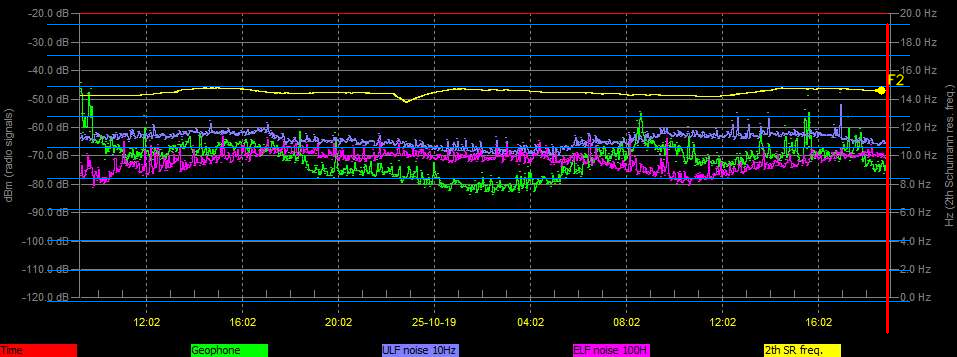 -20.0 dB 20.0 Hz
-30.0 dB 18.0 Hz
-40.0 dB 16.0 Hz
F2
-50.0 dB 14.0 Hz
-60.0 dB 12.0 Hz
-70.0 dB 10.0 Hz
-80.0 dB 8.0 Hz
-90.0 dB 6.0 Hz
-100.0 dB 4.0 Hz
-110.0 dB 2.0 Hz
-120.0 dB 0.0 Hz
dBm (radio signals)
Hz (2th Schumann res. freq.)
12:02 16:02 20:02 25-10-19 04:02 08:02 12:02 16:02
Time Geophone ULF noise 10Hz ELF noise 100H 2th SR freq.